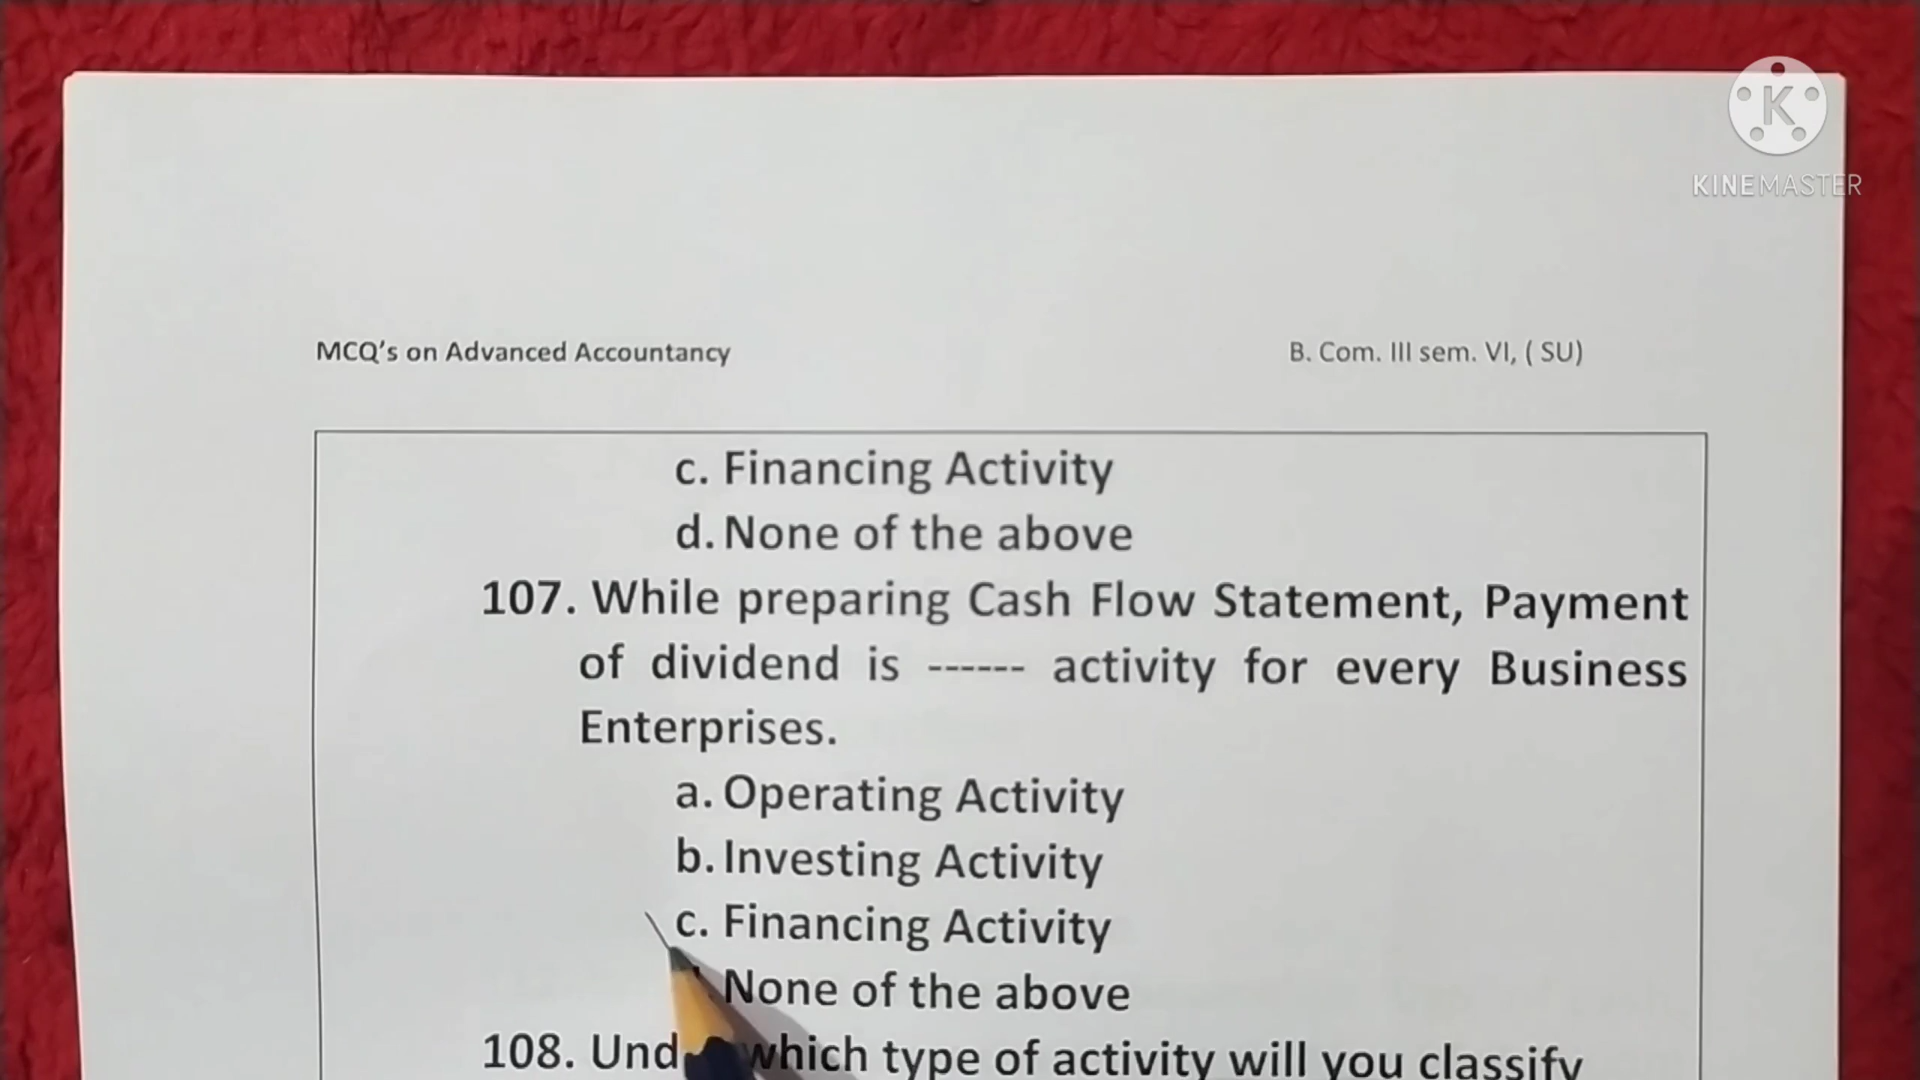 K
KINEMASTER
MCQ's on Advanced Accountancy B. Com. III sem. VI, ( SU)
c. Financing Activity
d. None of the above
107. While preparing Cash Flow Statement, Payment
of dividend is ------ activity for every Business
Enterprises.
a. Operating Activity
b. Investing Activity
c. Financing Activity
None of the above
108. which type of activity will you classify